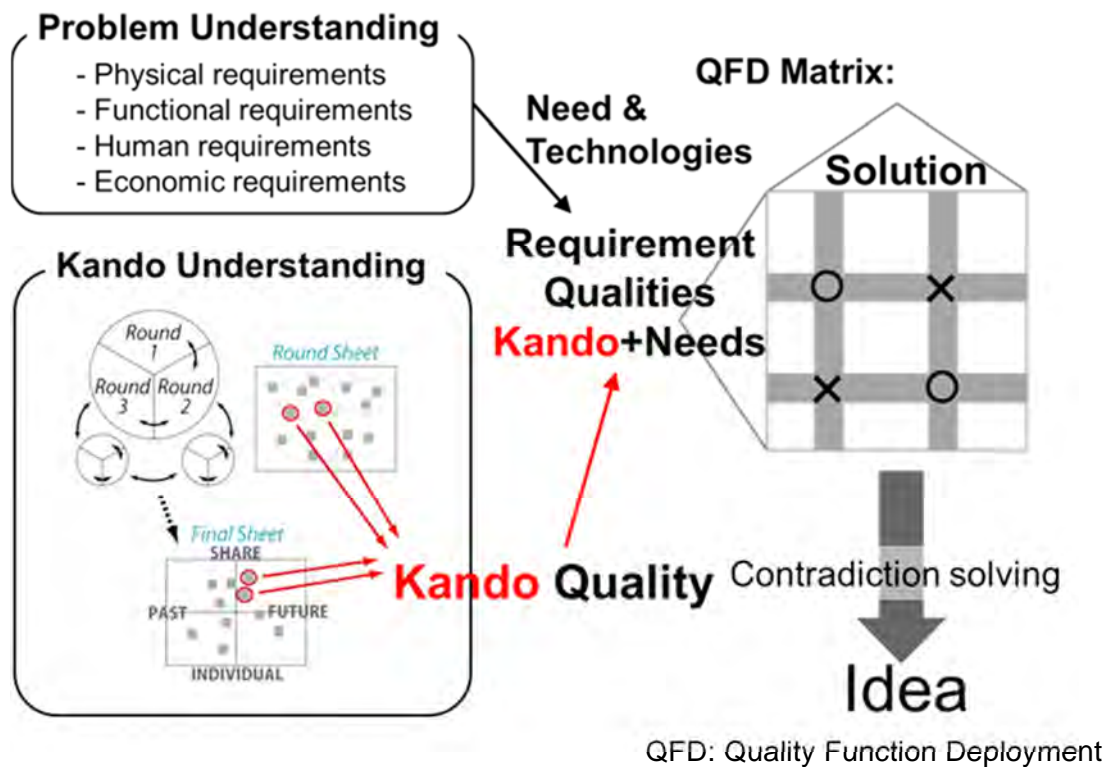 Problem Understanding
- Physical requirements
- Functional requirements
- Human requirements
- Economic requirements
Need &
Technologies
QFD Matrix:
Solution
Requirement
Qualities
Kando+Needs
Kando Understanding
Round
1
Round
3
Round
2
Round Sheet
Final Sheet
SHARE
PAST
FUTURE
INDIVIDUAL
Kando Quality
Contradiction solving
Idea
QFD: Quality Function Deployment